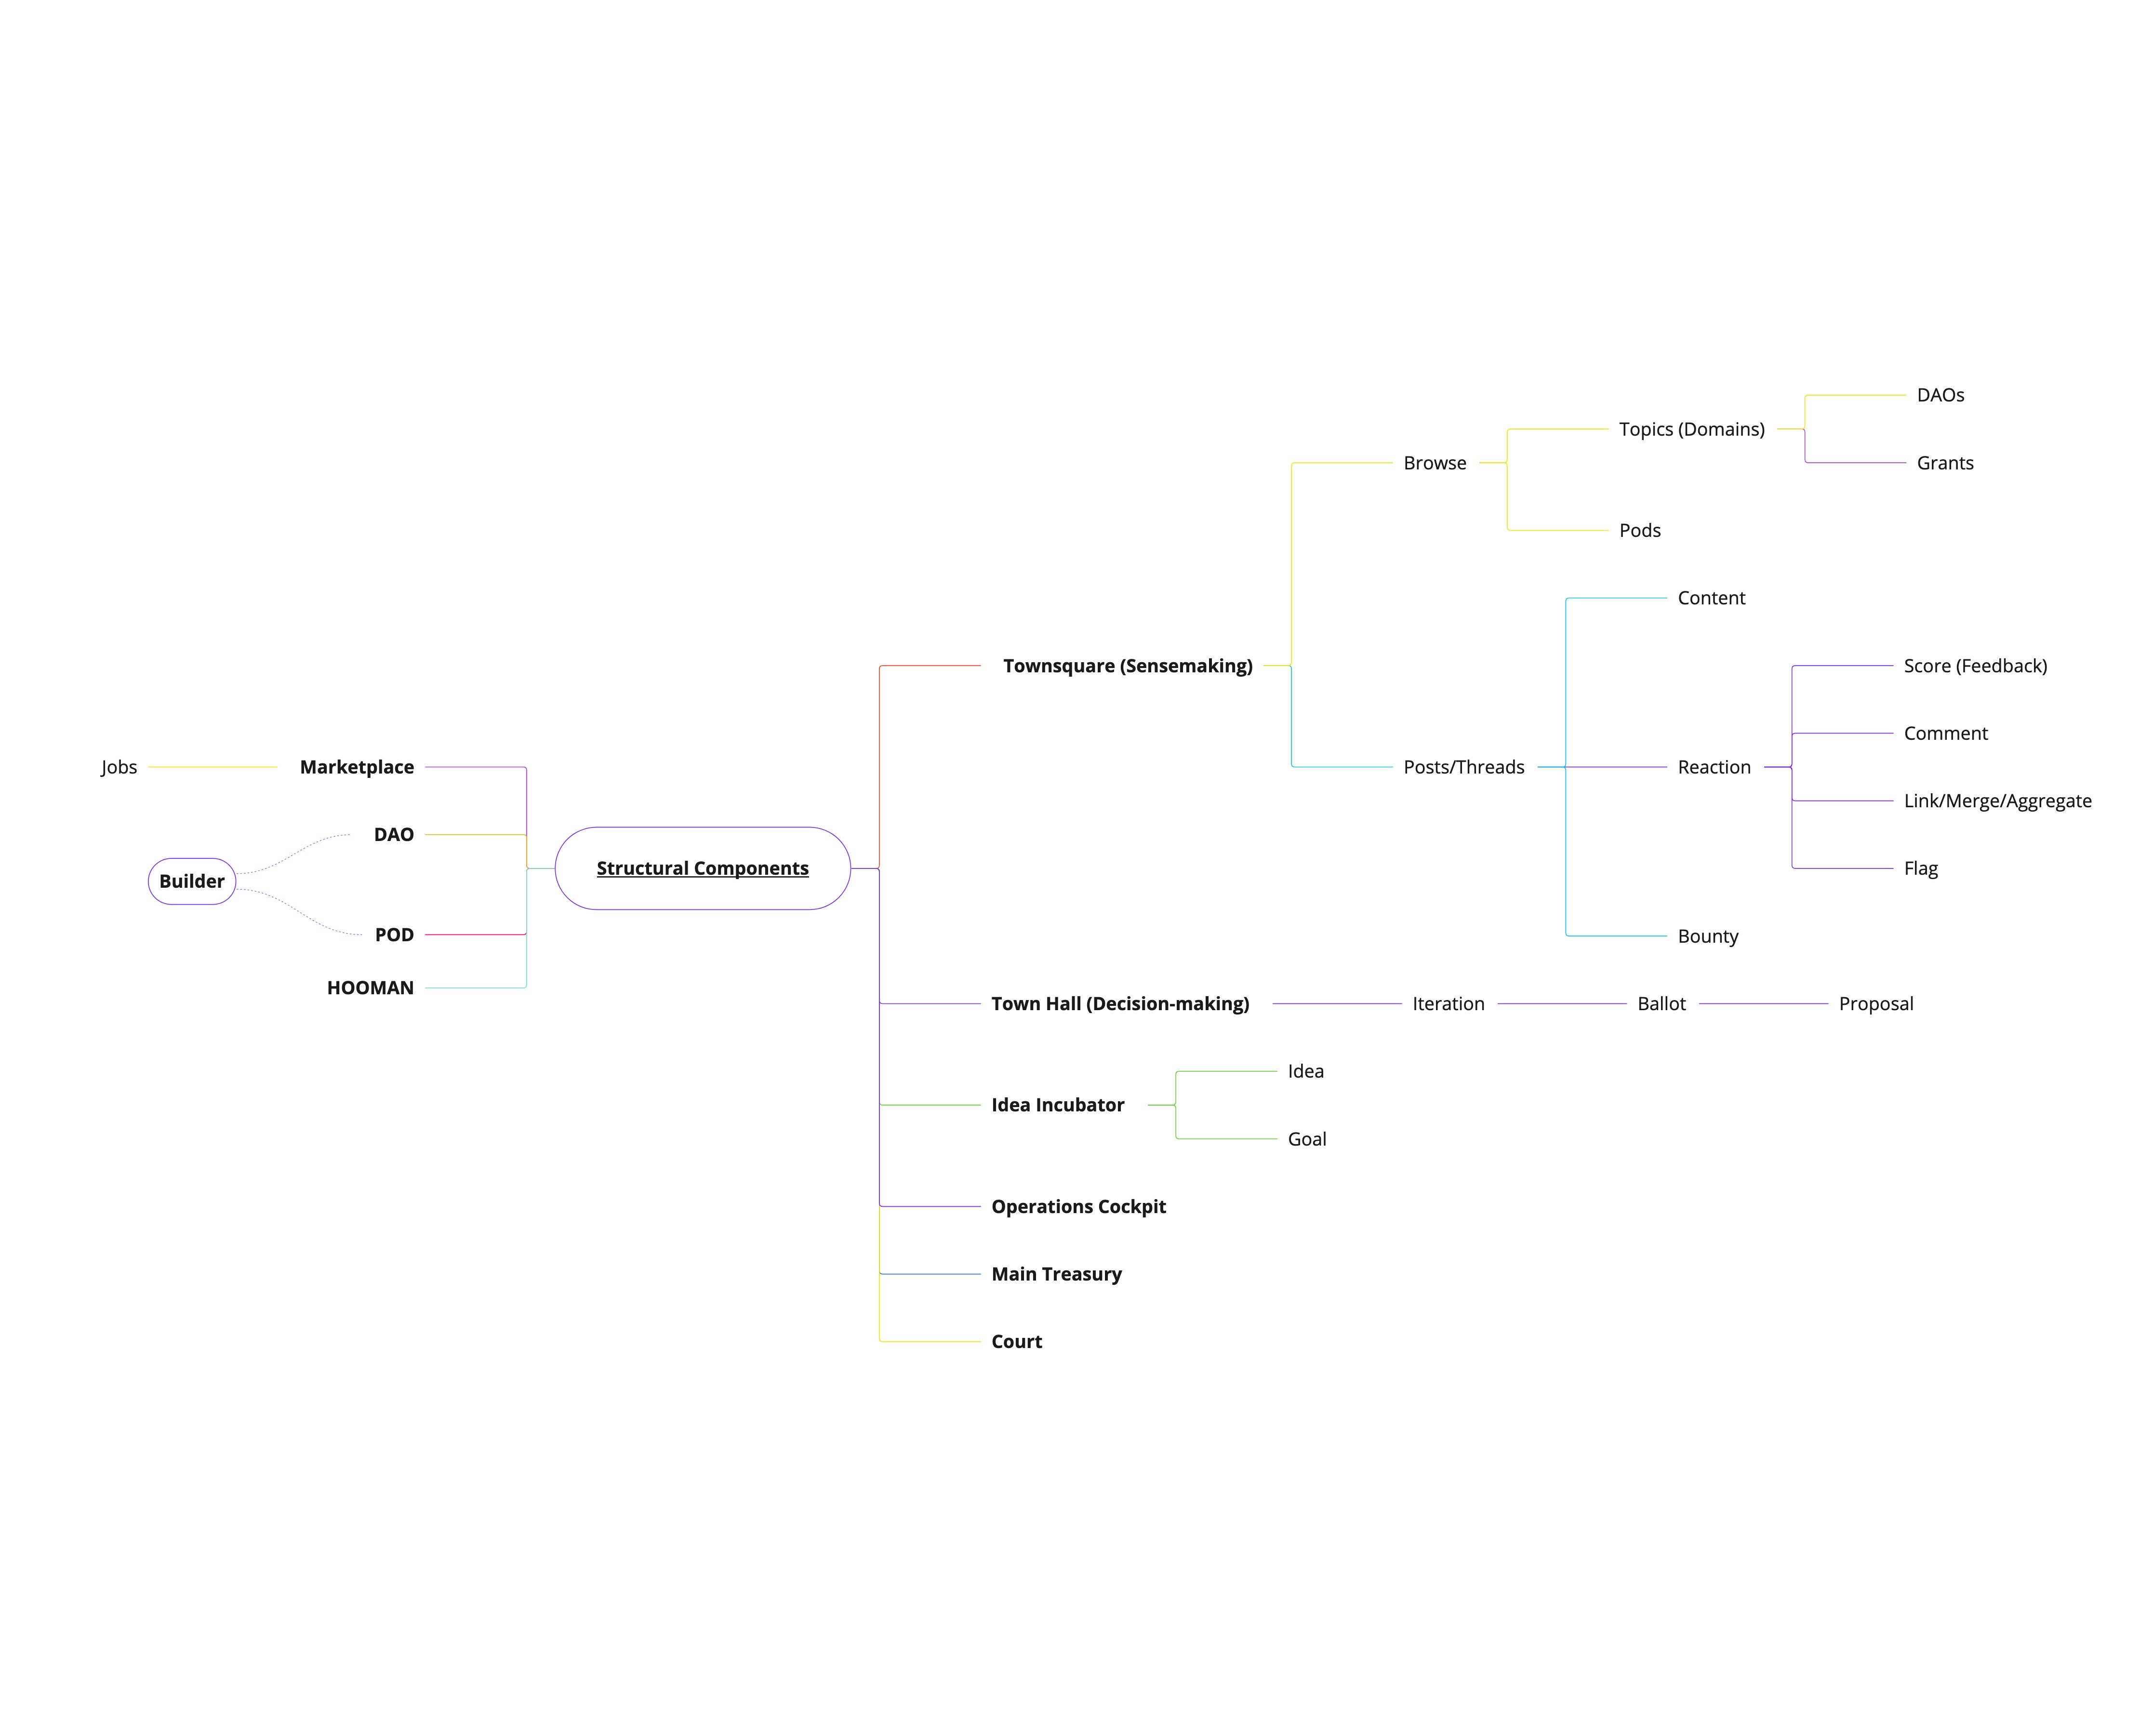 Jobs
Marketplace
DAO
Builder
POD
HOOMAN
Structural Components
Townsquare (Sensemaking)
Browse
Topics (Domains)
DAOs
Grants
Pods
Posts/Threads
Content
Reaction
Score (Feedback)
Comment
Link/Merge/Aggregate
Flag
Bounty
Town Hall (Decision-making)
Iteration
Ballot
Proposal
Idea Incubator
Idea
Goal
Operations Cockpit
Main Treasury
Court